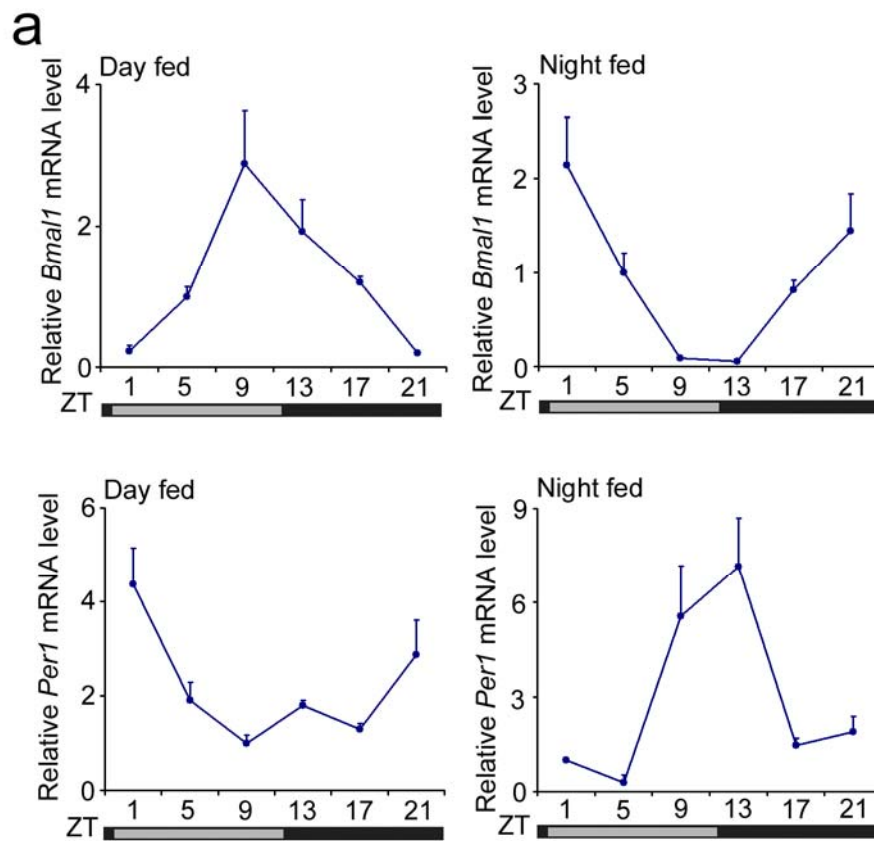 a
Day fed
Relative Bmal1 mRNA level
4
2
0
1 5 9 13 17 21
ZT
Night fed
Relative Bmal1 mRNA level
3
2
1
0
1 5 9 13 17 21
ZT
Day fed
Relative Per1 mRNA level
6
4
2
0
1 5 9 13 17 21
ZT
Night fed
Relative Per1 mRNA level
9
6
3
0
1 5 9 13 17 21
ZT